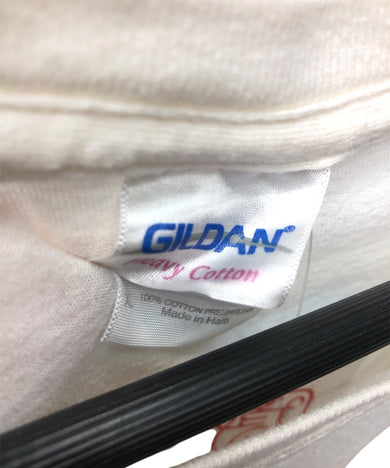 GILDAN®
Heavy Cotton
100% COTTON PRESHRUNK
Made in Haiti